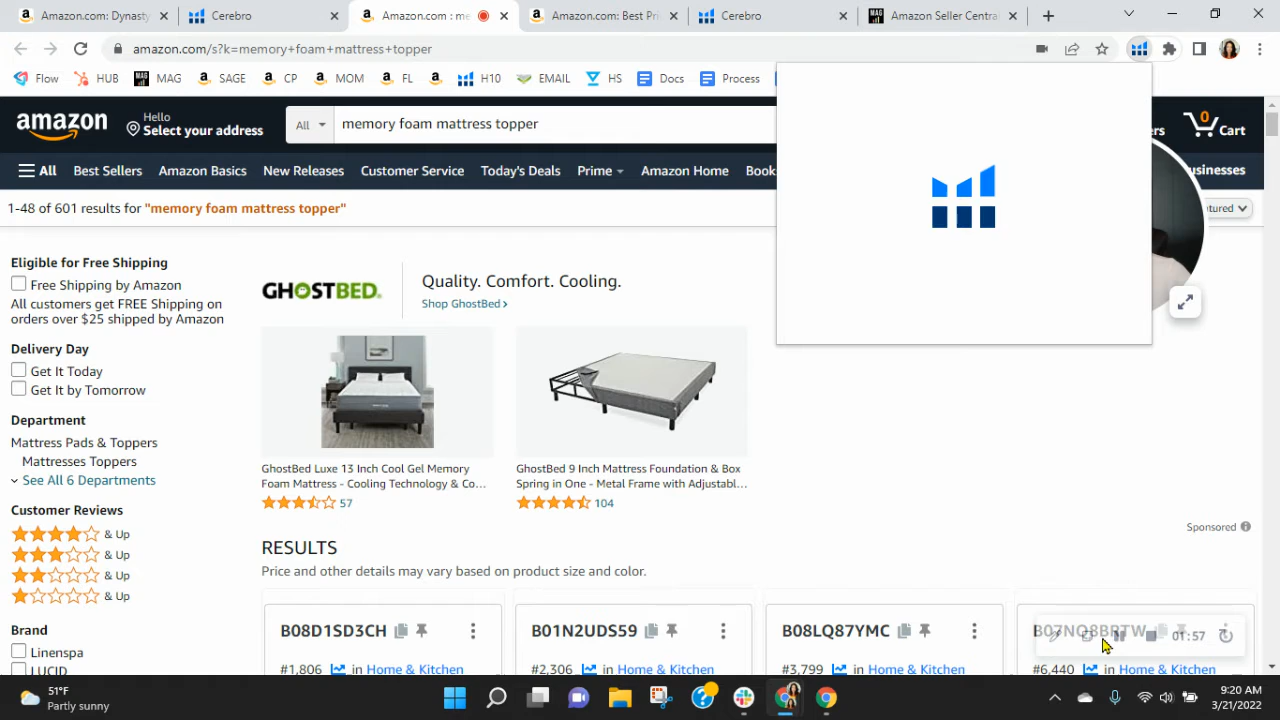 Amazon.com: Dynasty
Cerebro
Amazon.com : me
Amazon.com: Best Pri
Cerebro
Amazon Seller Centra
amazon.com/s?k=memory+foam+mattress+topper
Flow HUB MAG SAGE CP MOM FL H10 EMAIL HS Docs Process
amazon
Hello
Select your address
All
memory foam mattress topper
0
Cart
All Best Sellers Amazon Basics New Releases Customer Service Today's Deals Prime Amazon Home Book
1-48 of 601 results for "memory foam mattress topper"
Eligible for Free Shipping
Free Shipping by Amazon
All customers get FREE Shipping on
orders over $25 shipped by Amazon
Delivery Day
Get It Today
Get It by Tomorrow
Department
Mattress Pads & Toppers
Mattresses Toppers
See All 6 Departments
Customer Reviews
& Up
& Up
& Up
& Up
Brand
Linenspa
LUCID
GHOSTBED
Quality. Comfort. Cooling.
Shop GhostBed
GhostBed Luxe 13 Inch Cool Gel Memory
Foam Mattress - Cooling Technology & Co...
57
GhostBed 9 Inch Mattress Foundation & Box
Spring in One - Metal Frame with Adjustabl...
104
Sponsored
RESULTS
Price and other details may vary based on product size and color.
B08D1SD3CH
#1,806 in Home & Kitchen
B01N2UDS59
#2,306 in Home & Kitchen
B08LQ87YMC
#3,799 in Home & Kitchen
#6,440 in Home & Kitchen
01:57
51°F
Partly sunny
9:20 AM
3/21/2022